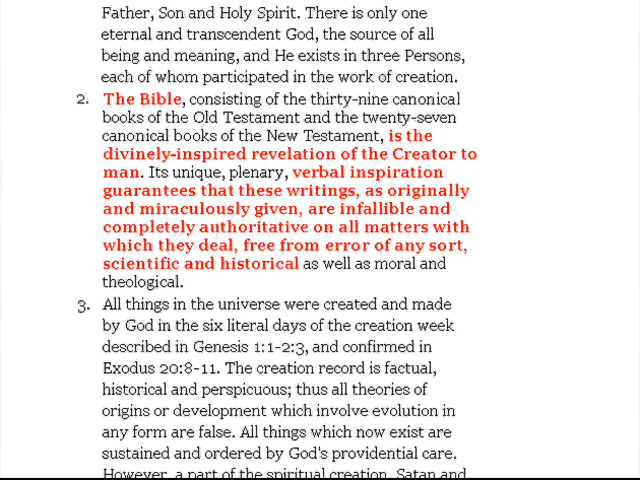 Father, Son and Holy Spirit. There is only one
eternal and transcendent God, the source of all
being and meaning, and He exists in three Persons,
each of whom participated in the work of creation.
2. The Bible, consisting of the thirty-nine canonical
books of the Old Testament and the twenty-seven
canonical books of the New Testament, is the
divinely-inspired revelation of the Creator to
man. Its unique, plenary, verbal inspiration
guarantees that these writings, as originally
and miraculously given, are infallible and
completely authoritative on all matters with
which they deal, free from error of any sort,
scientific and historical as well as moral and
theological.
3. All things in the universe were created and made
by God in the six literal days of the creation week
described in Genesis 1:1-2:3, and confirmed in
Exodus 20:8-11. The creation record is factual,
historical and perspicuous; thus all theories of
origins or development which involve evolution in
any form are false. All things which now exist are
sustained and ordered by God's providential care.
However, a part of the spiritual creation, Satan and